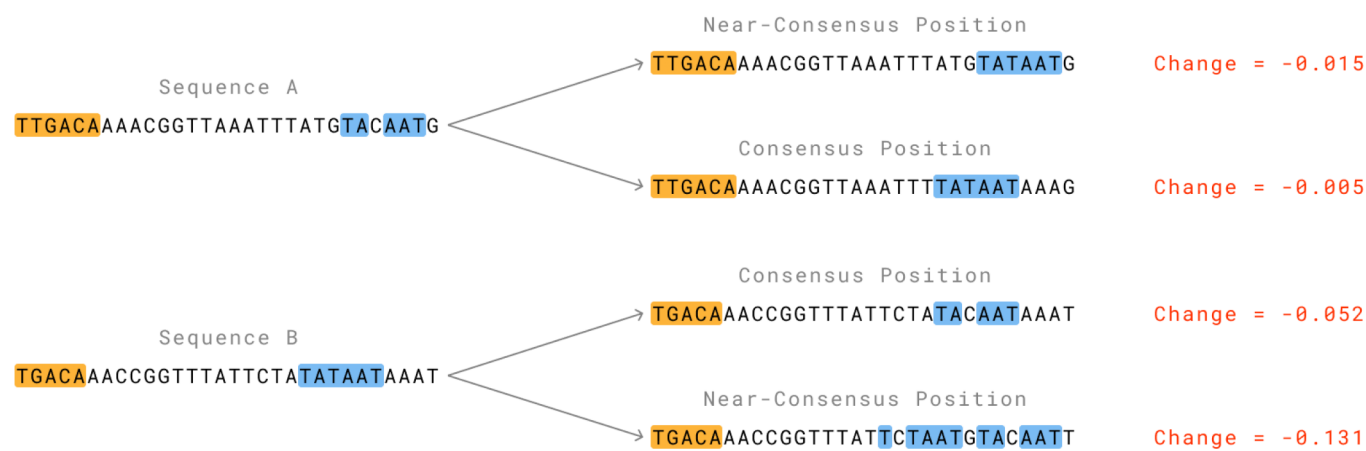 Near-Consensus Position
TTGACAAAACGGTTAAATTTATGTATAATG Change = -0.015
Sequence A
TTGACAAAACGGTTAAATTTATGTACAATG
Consensus Position
TTGACAAAACGGTTAAATTTTATAATAAAG Change = -0.005
Consensus Position
TGACAAACCGGTTTATTCTATACAATAAAT Change = -0.052
Sequence B
TGACAAACCGGTTTATTCTATATAATAAAT
Near-Consensus Position
TGACAAACCGGTTTATTCTAATGTACAATT Change = -0.131